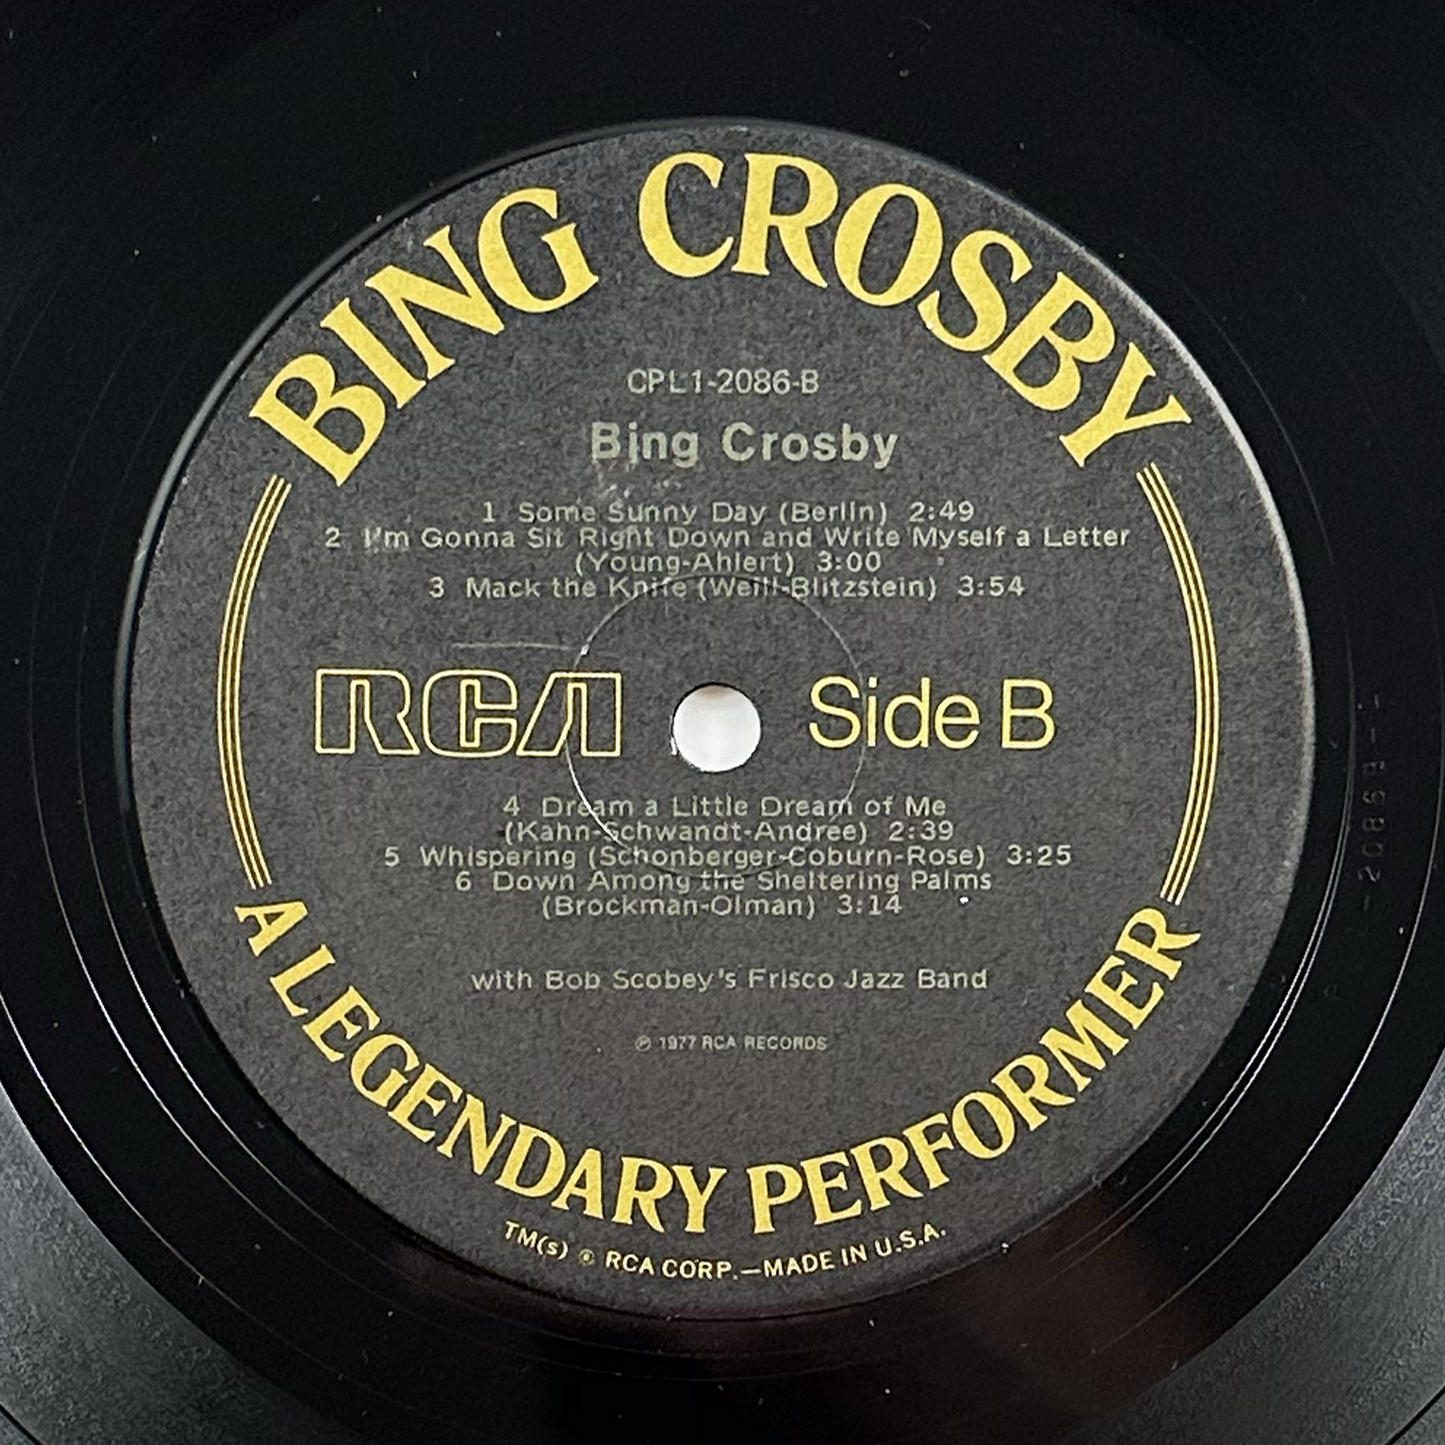 BING CROSBY
CPL1-2086-B
Bing Crosby
1 Some Sunny Day (Berlin) 2:49
2 I'm Gonna Sit Right Down and Write Myself a Letter
(Young-Ahlert) 3:00
3 Mack the Knife (Weill-Blitzstein) 3:54
RCA Side B
4 Dream a Little Dream of Me
(Kahn-Schwandt-Andree) 2:39
5 Whispering (Schonberger-Coburn-Rose) 3:25
6 Down Among the Sheltering Palms
(Brockman-Olman) 3:14
with Bob Scobey's Frisco Jazz Band
℗ 1977 RCA RECORDS
A LEGENDARY PERFORMER
TM(s) ® RCA CORP.—MADE IN U.S.A.